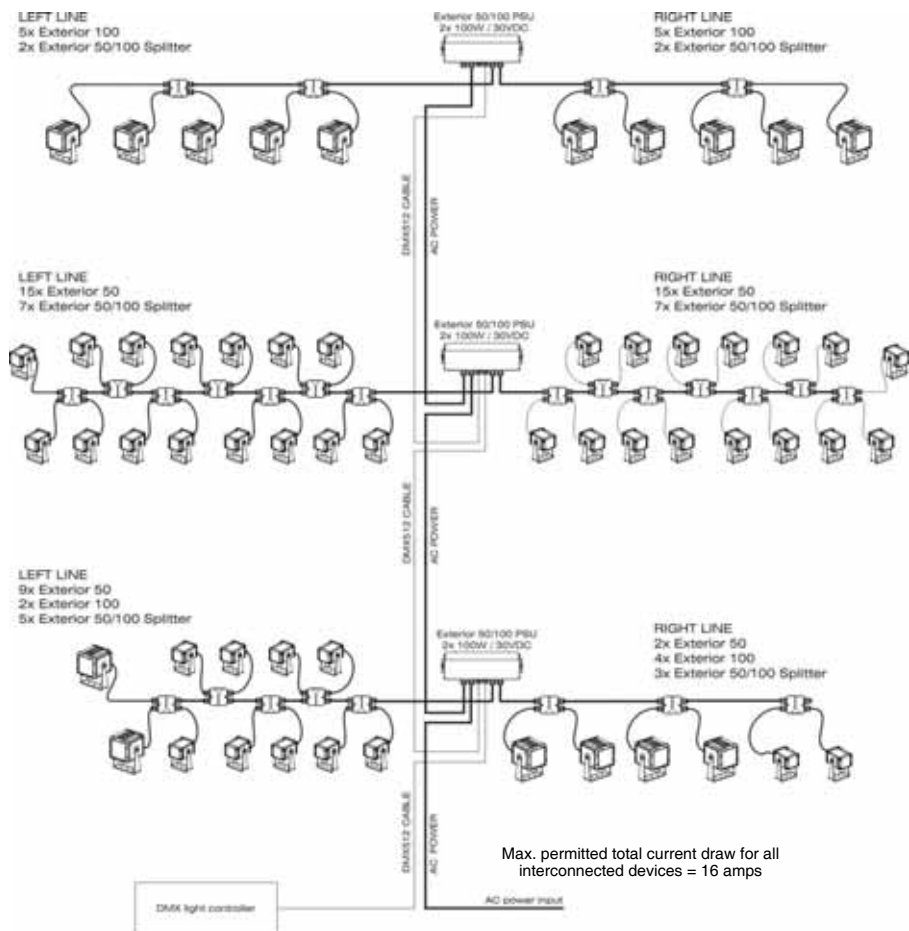 LEFT LINE
5x Exterior 100
2x Exterior 50/100 Splitter
Exterior 50/100 PSU
2x 100W / 30VDC
RIGHT LINE
5x Exterior 100
2x Exterior 50/100 Splitter
DMX512 CABLE
AC POWER
LEFT LINE
15x Exterior 50
7x Exterior 50/100 Splitter
Exterior 50/100 PSU
2x 100W / 30VDC
RIGHT LINE
15x Exterior 50
7x Exterior 50/100 Splitter
DMX512 CABLE
AC POWER
LEFT LINE
9x Exterior 50
2x Exterior 100
5x Exterior 50/100 Splitter
Exterior 50/100 PSU
2x 100W / 30VDC
RIGHT LINE
2x Exterior 50
4x Exterior 100
3x Exterior 50/100 Splitter
DMX512 CABLE
AC POWER
Max. permitted total current draw for all
interconnected devices = 16 amps
DMX light controller
AC power input